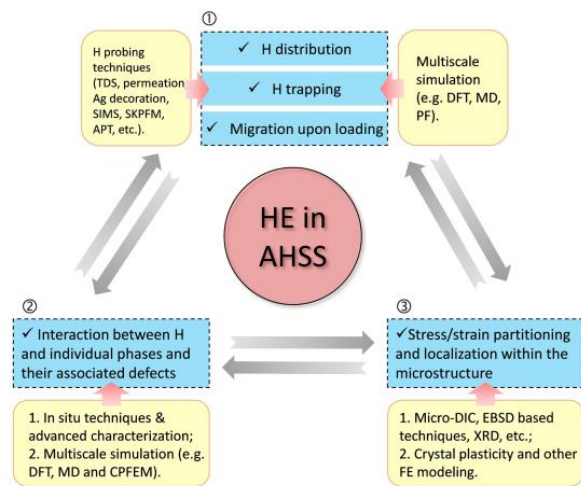 ①
H probing
techniques
(TDS, permeation,
Ag decoration,
SIMS, SKPFM,
APT, etc.).
✓ H distribution
✓ H trapping
✓ Migration upon loading
Multiscale
simulation
(e.g. DFT, MD,
PF).
HE in
AHSS
②
✓ Interaction between H
and individual phases and
their associated defects
1. In situ techniques &
advanced characterization;
2. Multiscale simulation (e.g.
DFT, MD and CPFEM).
③
✓Stress/strain partitioning
and localization within the
microstructure
1. Micro-DIC, EBSD based
techniques, XRD, etc.;
2. Crystal plasticity and other
FE modeling.